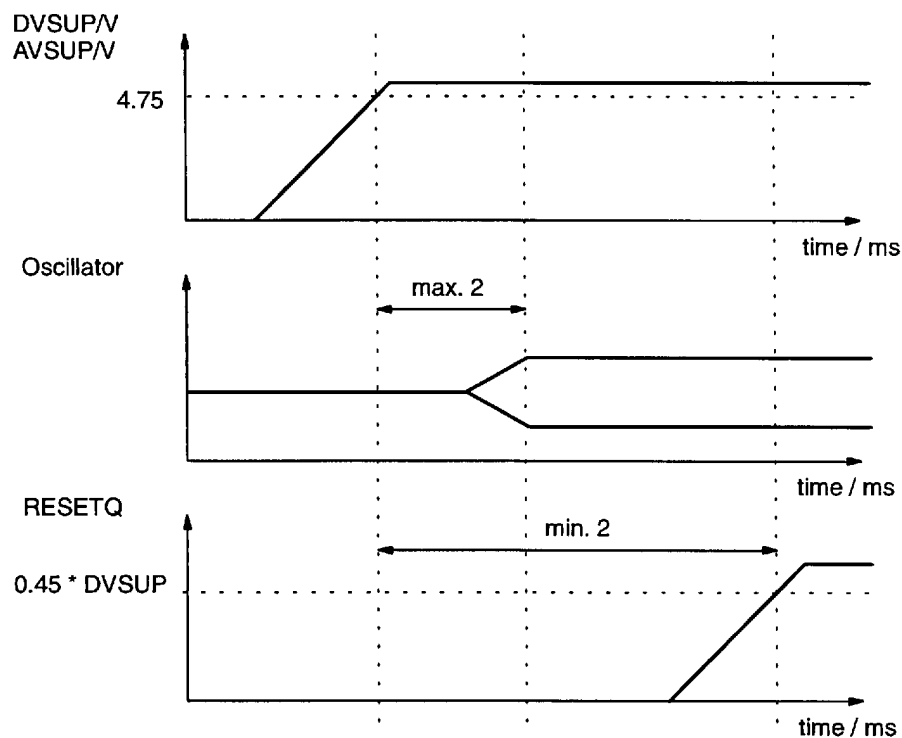 DVSUP/V
AVSUP/V
4.75
time / ms
Oscillator
max. 2
time / ms
RESETQ
min. 2
0.45 * DVSUP
time / ms